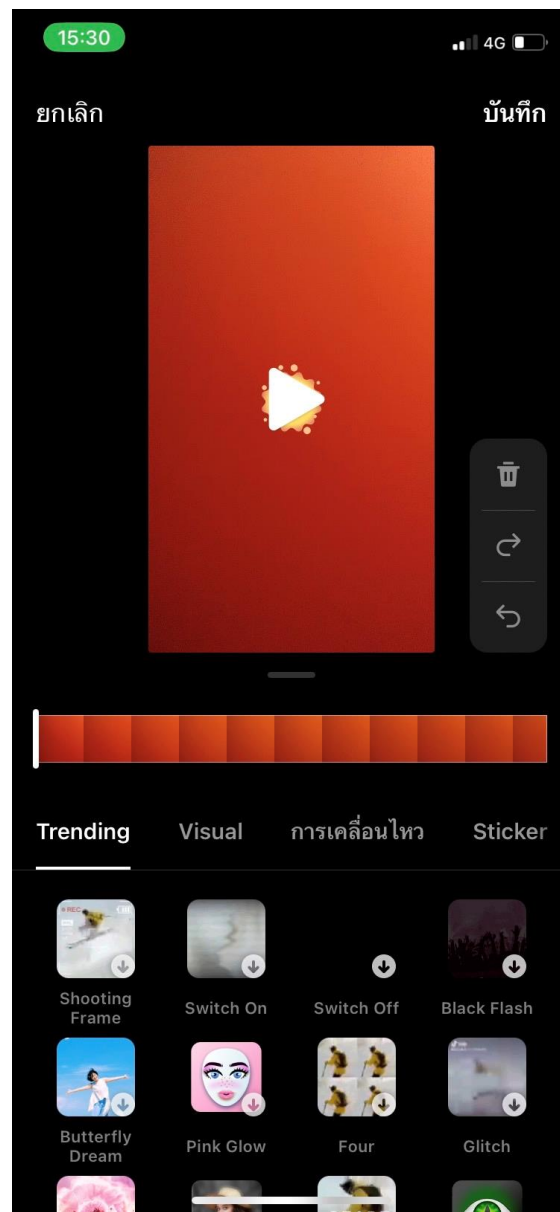 15:30
4G
ยกเลิก
บันทึก
Trending Visual การเคลื่อนไหว Sticker
REC
Shooting Frame
Switch On
Switch Off
Black Flash
Butterfly Dream
Pink Glow
Four
Glitch